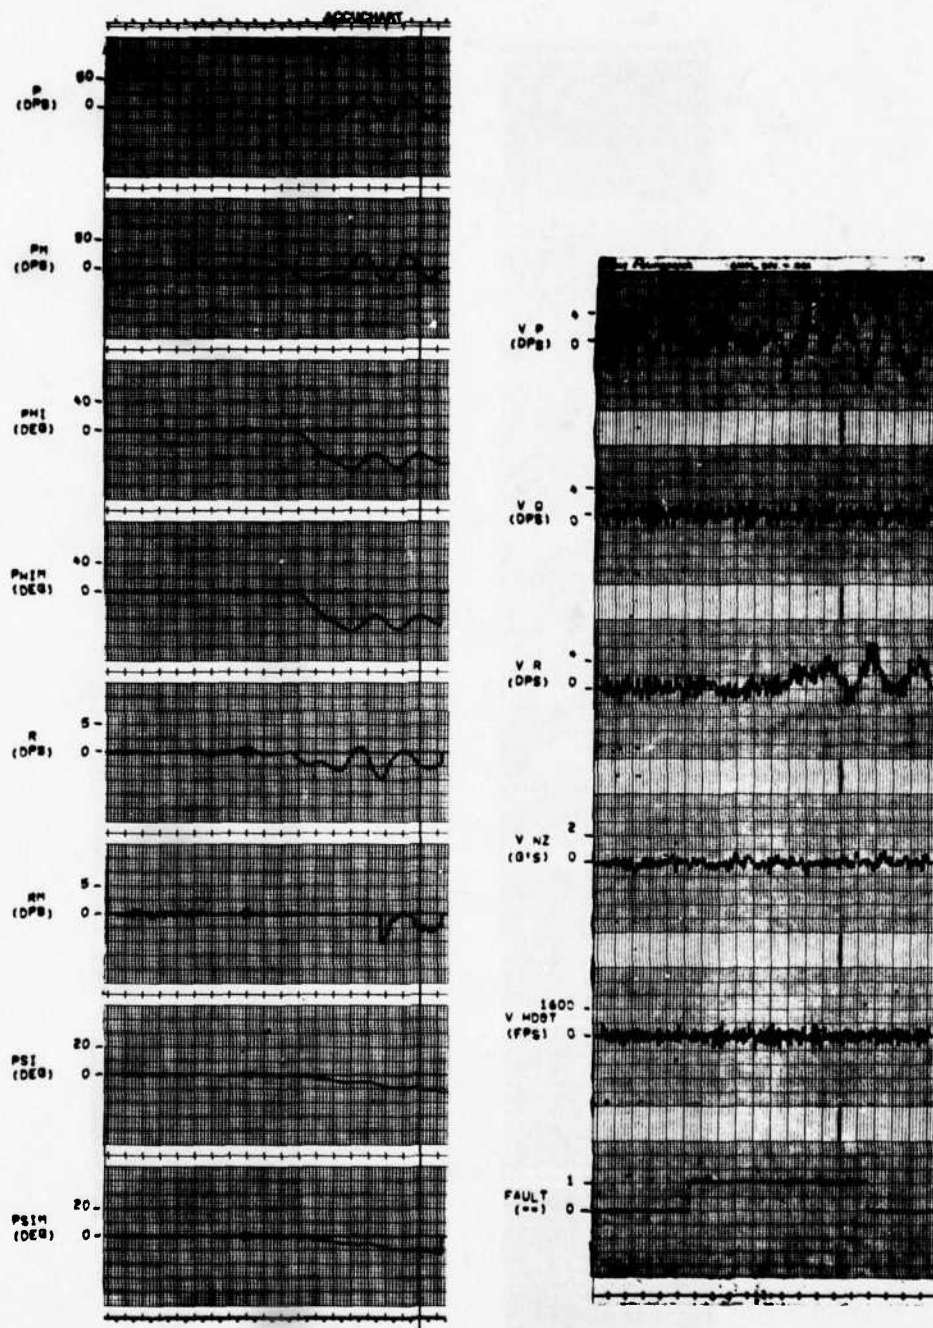 ACCUCHART
P
(DPS)
60
0
PM
(DPS)
50
0
PHI
(DEG)
40
0
PHIM
(DEG)
40
0
R
(DPS)
5
0
RM
(DPS)
5
0
PSI
(DEG)
20
0
PSIM
(DEG)
20
0
V P
(DPS)
4
0
V Q
(DPS)
4
0
V R
(DPS)
4
0
V NZ
(G'S)
2
0
V HDOT
(FPS)
1600
0
FAULT
(==)
1
0